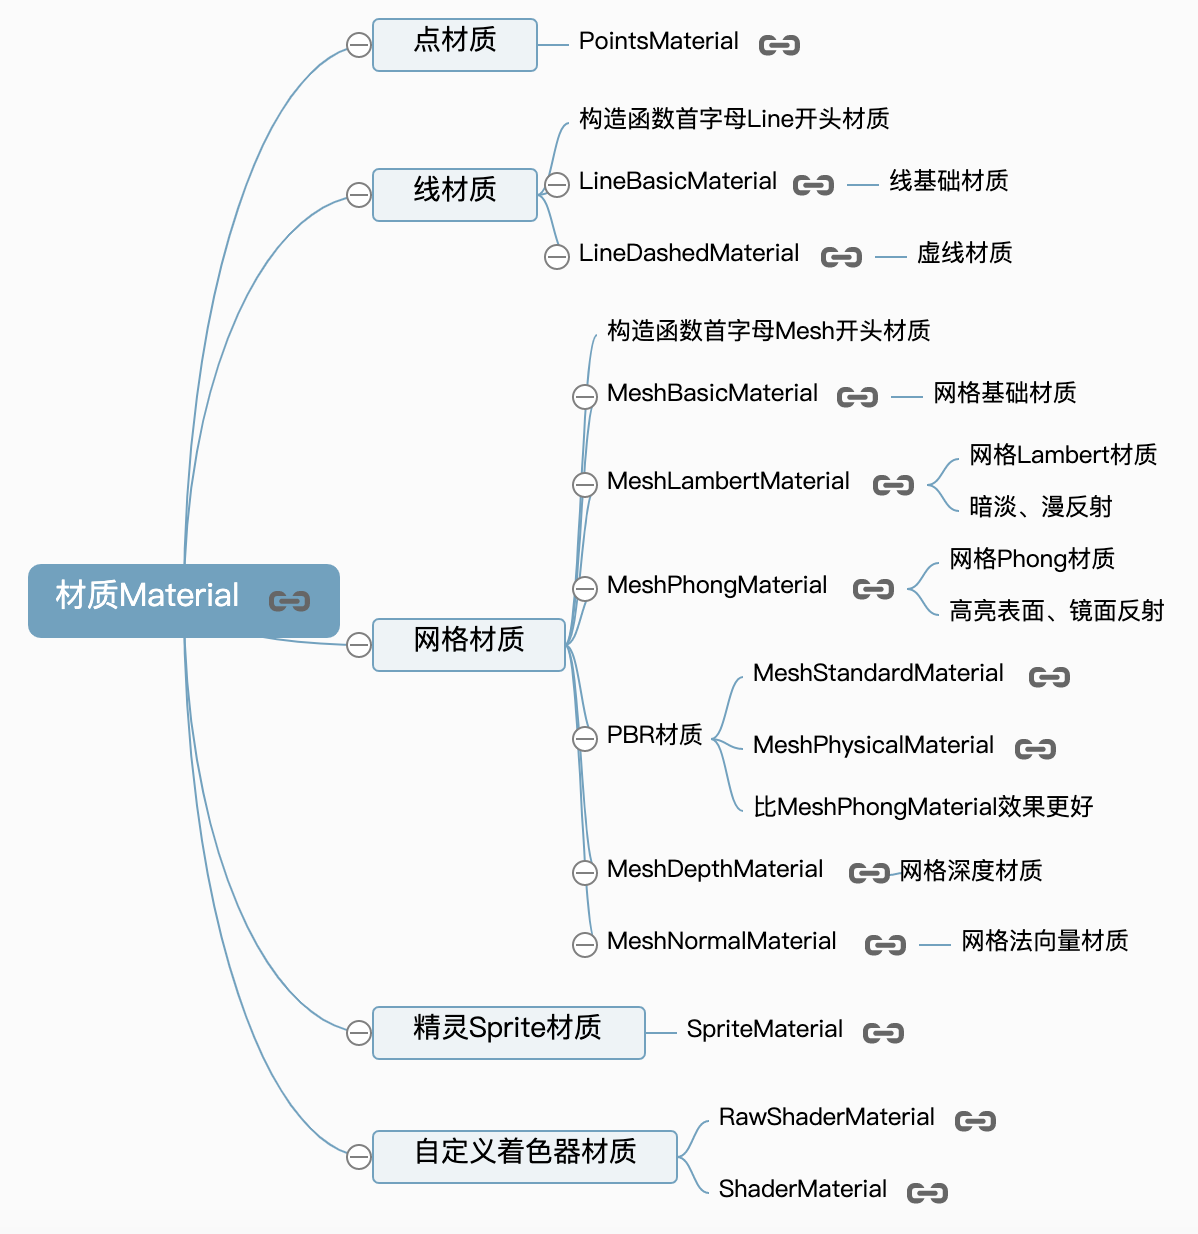 点材质
PointsMaterial
构造函数首字母Line开头材质
线材质
LineBasicMaterial
线基础材质
LineDashedMaterial
虚线材质
构造函数首字母Mesh开头材质
MeshBasicMaterial
网格基础材质
MeshLambertMaterial
网格Lambert材质
暗淡、漫反射
MeshPhongMaterial
网格Phong材质
高亮表面、镜面反射
材质Material
网格材质
PBR材质
MeshStandardMaterial
MeshPhysicalMaterial
比MeshPhongMaterial效果更好
MeshDepthMaterial
网格深度材质
MeshNormalMaterial
网格法向量材质
精灵Sprite材质
SpriteMaterial
自定义着色器材质
RawShaderMaterial
ShaderMaterial